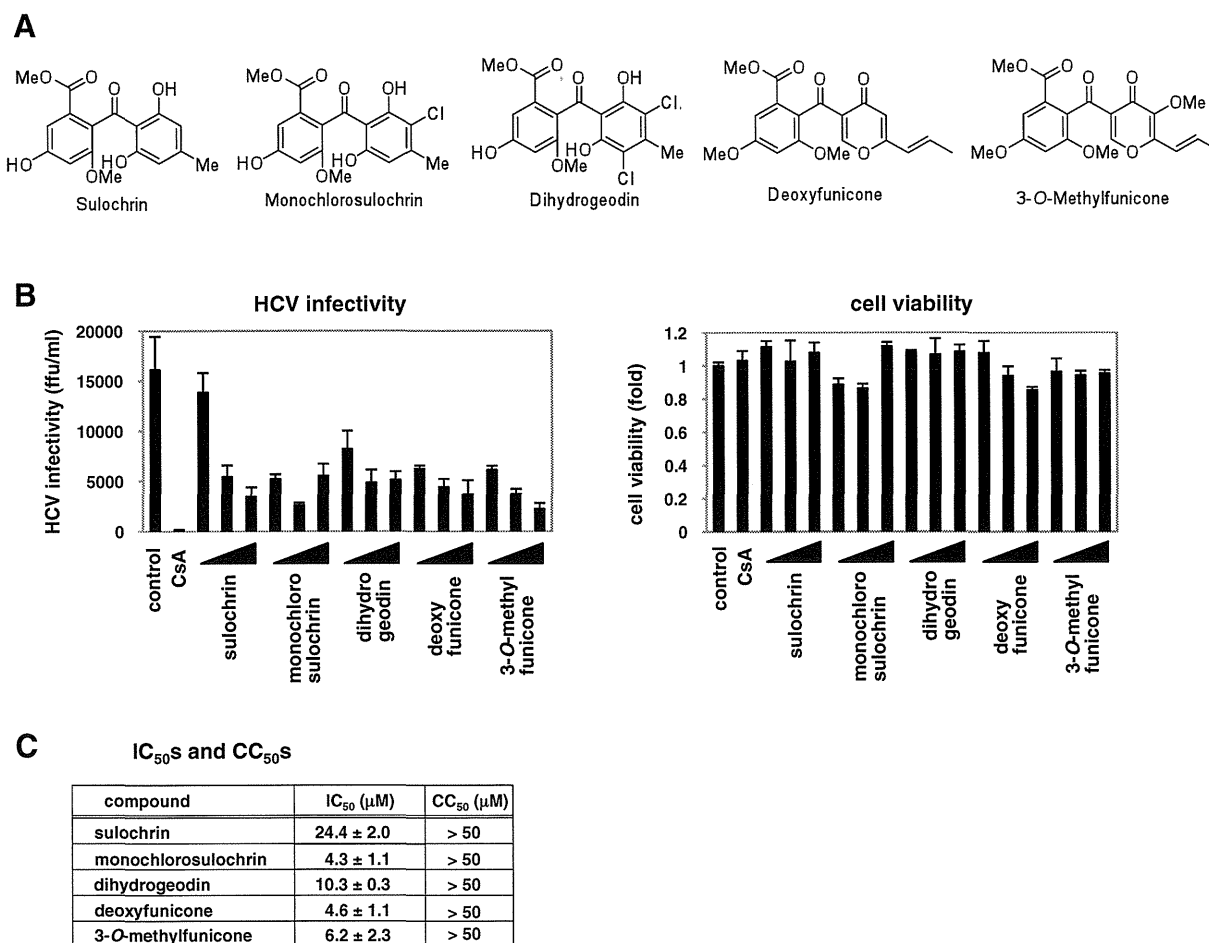 A
MeO O O OH HO HO Me OMe
Sulochrin
MeO O O OH Cl HO HO Me OMe
Monochlorosulochrin
MeO O O OH Cl HO HO Me OMe Cl
Dihydrogeodin
MeO O O O MeO OMe O
Deoxyfunicone
MeO O O O OMe MeO OMe O
3-O-Methylfunicone
B
HCV infectivity
HCV infectivity (ffu/ml)
20000
15000
10000
5000
0
control
CsA
sulochrin
monochloro
sulochrin
dihydro
geodin
deoxy
funicone
3-O-methyl
funicone
cell viability
cell viability (fold)
1.2
1
0.8
0.6
0.4
0.2
0
control
CsA
sulochrin
monochloro
sulochrin
dihydro
geodin
deoxy
funicone
3-O-methyl
funicone
C
IC50s and CC50s
compound IC50 (μM) CC50 (μM)
sulochrin 24.4 ± 2.0 > 50
monochlorosulochrin 4.3 ± 1.1 > 50
dihydrogeodin 10.3 ± 0.3 > 50
deoxyfunicone 4.6 ± 1.1 > 50
3-O-methylfunicone 6.2 ± 2.3 > 50